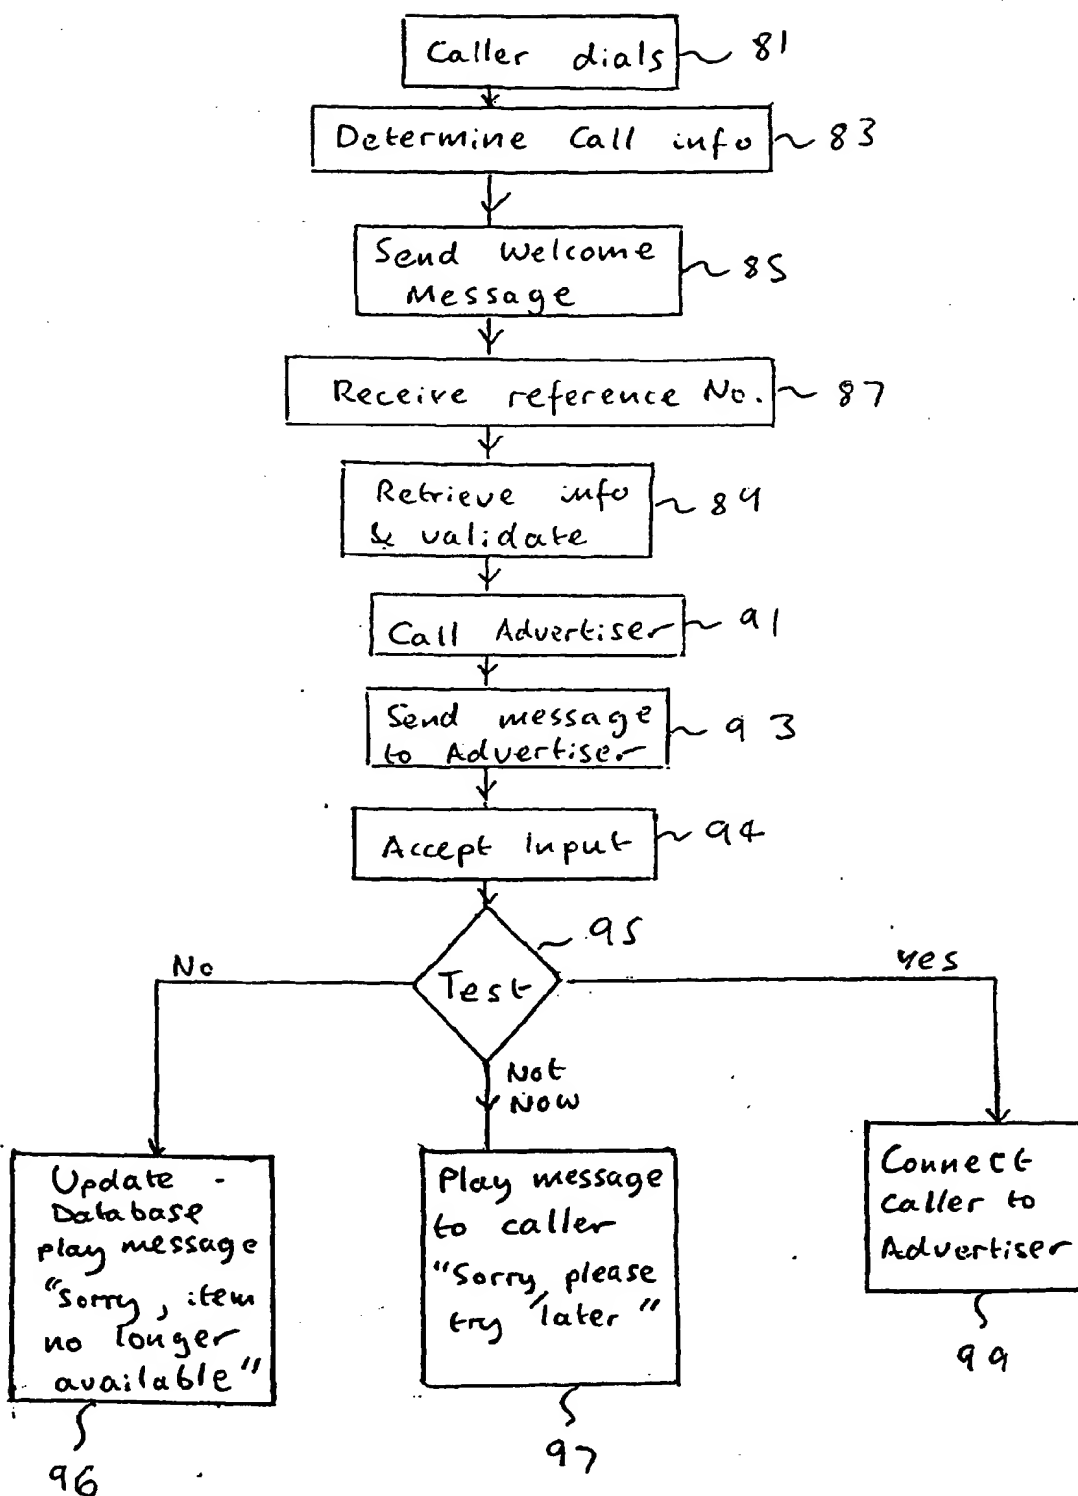 Caller dials 81
Determine Call info 83
Send Welcome 85
Message
Receive reference No. 87
Retrieve info 89
& validate
Call Advertiser 91
Send message 93
to Advertiser
Accept Input 94
95
Test
No
Yes
Not
Now
Update -
Database
play message
"Sorry, item
no longer
available"
96
Play message
to caller
"Sorry, please
try later"
97
Connect
Caller to
Advertiser
99